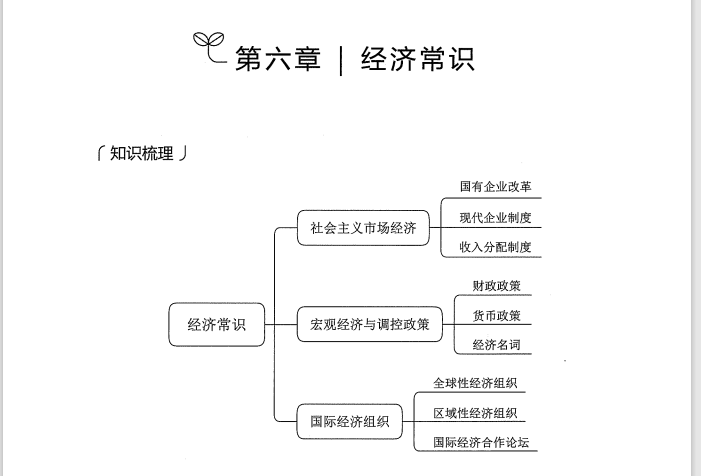 第六章 | 经济常识
知识梳理
国有企业改革
社会主义市场经济
现代企业制度
收入分配制度
财政政策
经济常识
宏观经济与调控政策
货币政策
经济名词
全球性经济组织
国际经济组织
区域性经济组织
国际经济合作论坛